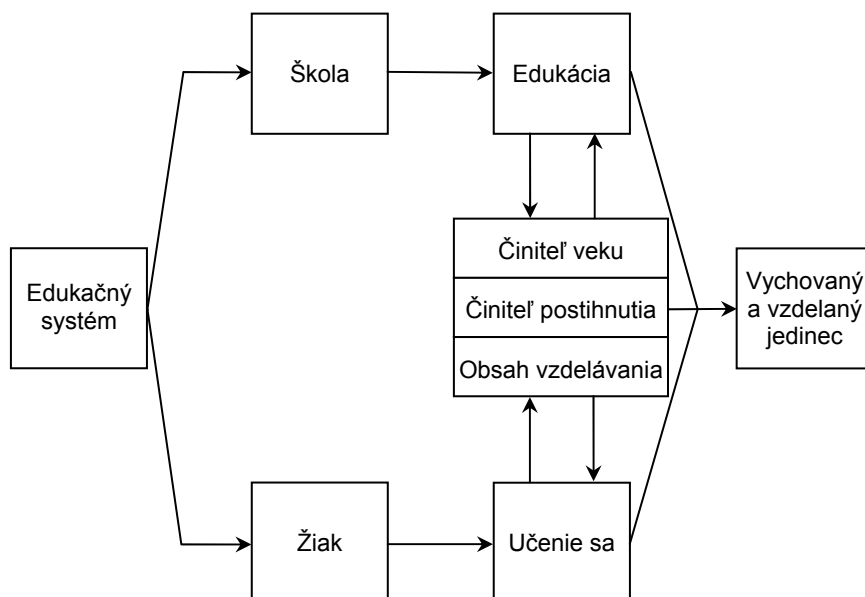 Škola
Edukácia
Edukačný
systém
Činiteľ veku
Činiteľ postihnutia
Obsah vzdelávania
Vychovaný
a vzdelaný
jedinec
Žiak
Učenie sa